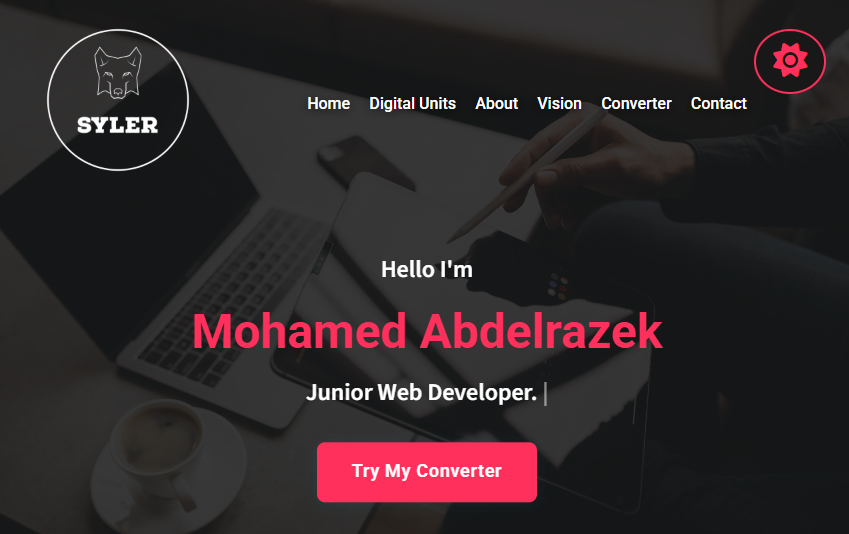 SYLER
Home Digital Units About Vision Converter Contact
Hello I'm
Mohamed Abdelrazek
Junior Web Developer. |
Try My Converter